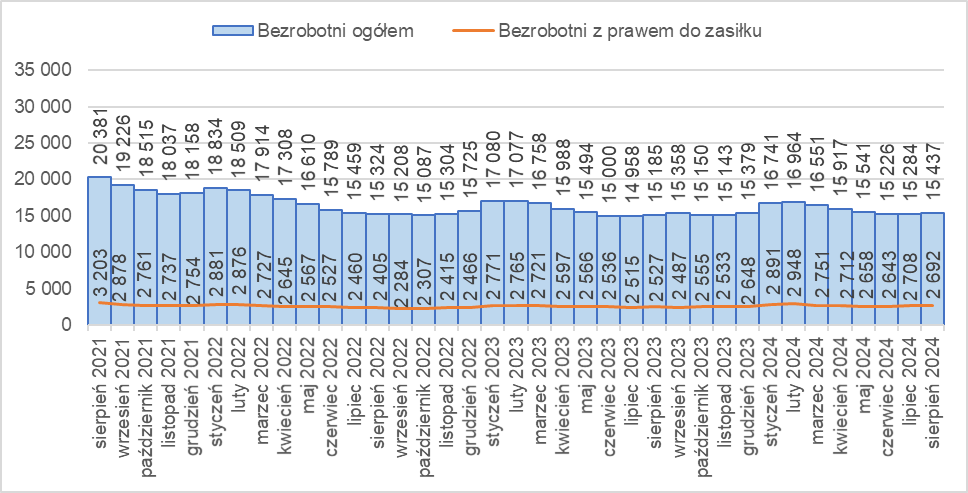 Bezrobotni ogółem
Bezrobotni z prawem do zasiłku
35 000
30 000
25 000
20 000
15 000
10 000
5 000
0
20 381
19 226
18 515
18 037
18 158
18 834
18 509
17 914
17 308
16 610
15 789
15 459
15 324
15 208
15 087
15 304
15 725
17 080
17 077
16 758
15 988
15 494
15 000
14 958
15 185
15 358
15 150
15 143
15 379
16 741
16 964
16 551
15 917
15 541
15 226
15 284
15 437
3 203
2 878
2 761
2 737
2 754
2 881
2 876
2 727
2 645
2 567
2 527
2 460
2 405
2 284
2 307
2 415
2 466
2 771
2 765
2 721
2 597
2 566
2 536
2 515
2 527
2 487
2 555
2 533
2 648
2 891
2 948
2 751
2 712
2 658
2 643
2 708
2 692
sierpień 2021
wrzesień 2021
październik 2021
listopad 2021
grudzień 2021
styczeń 2022
luty 2022
marzec 2022
kwiecień 2022
maj 2022
czerwiec 2022
lipiec 2022
sierpień 2022
wrzesień 2022
październik 2022
listopad 2022
grudzień 2022
styczeń 2023
luty 2023
marzec 2023
kwiecień 2023
maj 2023
czerwiec 2023
lipiec 2023
sierpień 2023
wrzesień 2023
październik 2023
listopad 2023
grudzień 2023
styczeń 2024
luty 2024
marzec 2024
kwiecień 2024
maj 2024
czerwiec 2024
lipiec 2024
sierpień 2024